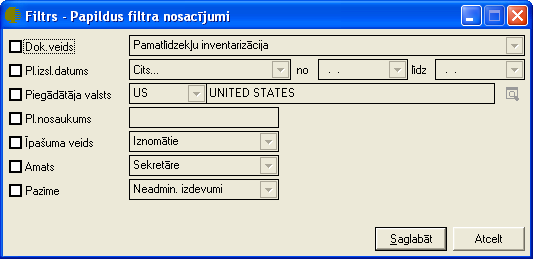 Filtrs - Papildus filtra nosacījumi
Dok.veids Pamatlīdzekļu inventarizācija
Pl.izsl.datums Cits... no . . līdz . .
Piegādātāja valsts US UNITED STATES
Pl.nosaukums
Īpašuma veids Iznomātie
Amats Sekretāre
Pazīme Neadmin. izdevumi
Saglabāt Atcelt